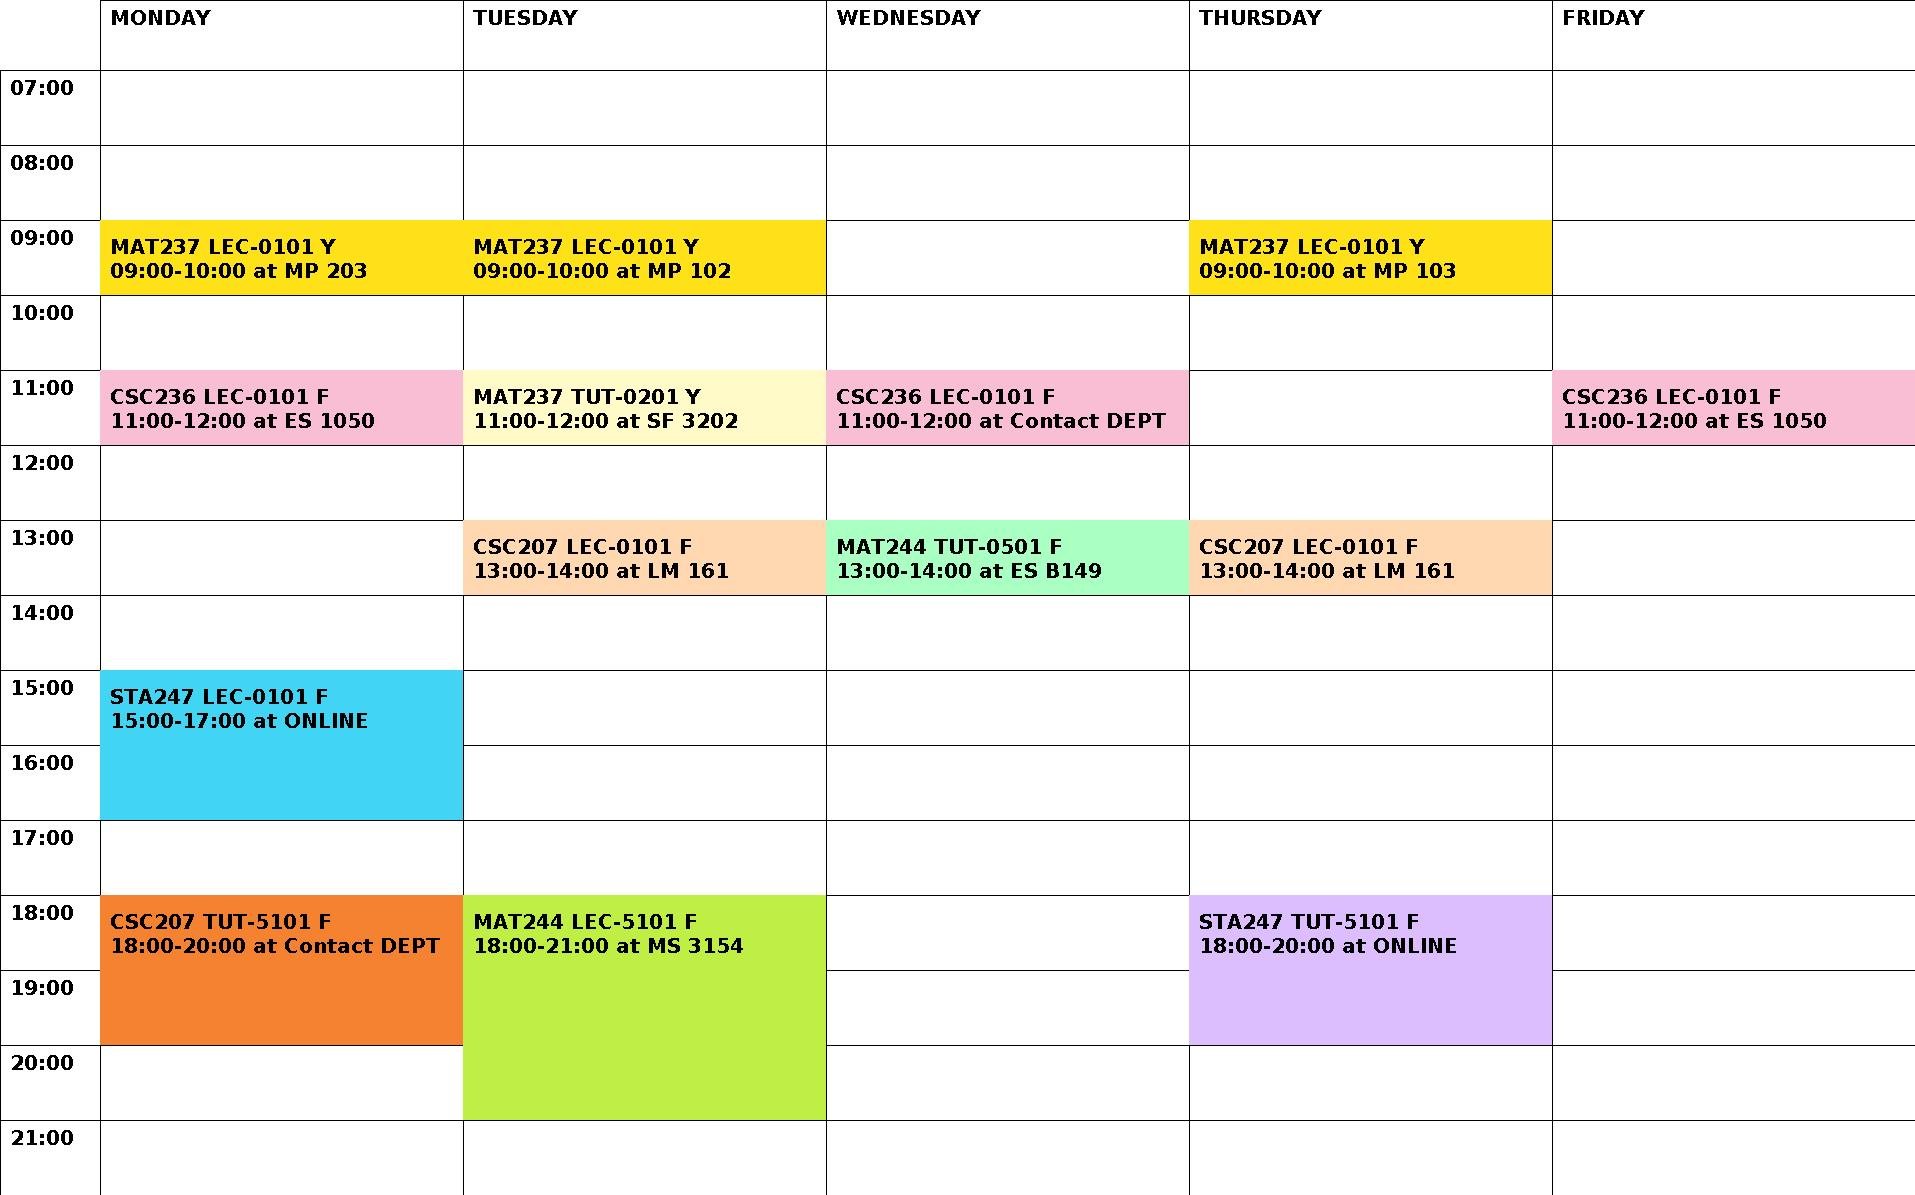 MONDAY TUESDAY WEDNESDAY THURSDAY FRIDAY
07:00
08:00
09:00
MAT237 LEC-0101 Y
09:00-10:00 at MP 203
MAT237 LEC-0101 Y
09:00-10:00 at MP 102
MAT237 LEC-0101 Y
09:00-10:00 at MP 103
10:00
11:00
CSC236 LEC-0101 F
11:00-12:00 at ES 1050
MAT237 TUT-0201 Y
11:00-12:00 at SF 3202
CSC236 LEC-0101 F
11:00-12:00 at Contact DEPT
CSC236 LEC-0101 F
11:00-12:00 at ES 1050
12:00
13:00
CSC207 LEC-0101 F
13:00-14:00 at LM 161
MAT244 TUT-0501 F
13:00-14:00 at ES B149
CSC207 LEC-0101 F
13:00-14:00 at LM 161
14:00
15:00
STA247 LEC-0101 F
15:00-17:00 at ONLINE
16:00
17:00
18:00
CSC207 TUT-5101 F
18:00-20:00 at Contact DEPT
MAT244 LEC-5101 F
18:00-21:00 at MS 3154
STA247 TUT-5101 F
18:00-20:00 at ONLINE
19:00
20:00
21:00